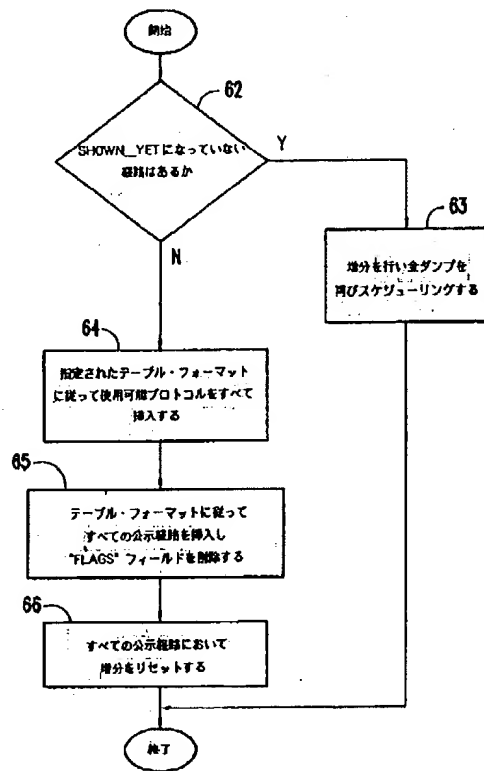 開始
62
SHOWN__YETになっていない
経路はあるか
Y
N
63
増分を行い全ダンプを
再びスケジューリングする
64
指定されたテーブル・フォーマット
に従って使用可能プロトコルをすべて
挿入する
65
テーブル・フォーマットに従って
すべての公示経路を挿入し
"FLAGS" フィールドを削除する
66
すべての公示経路において
増分をリセットする
終了